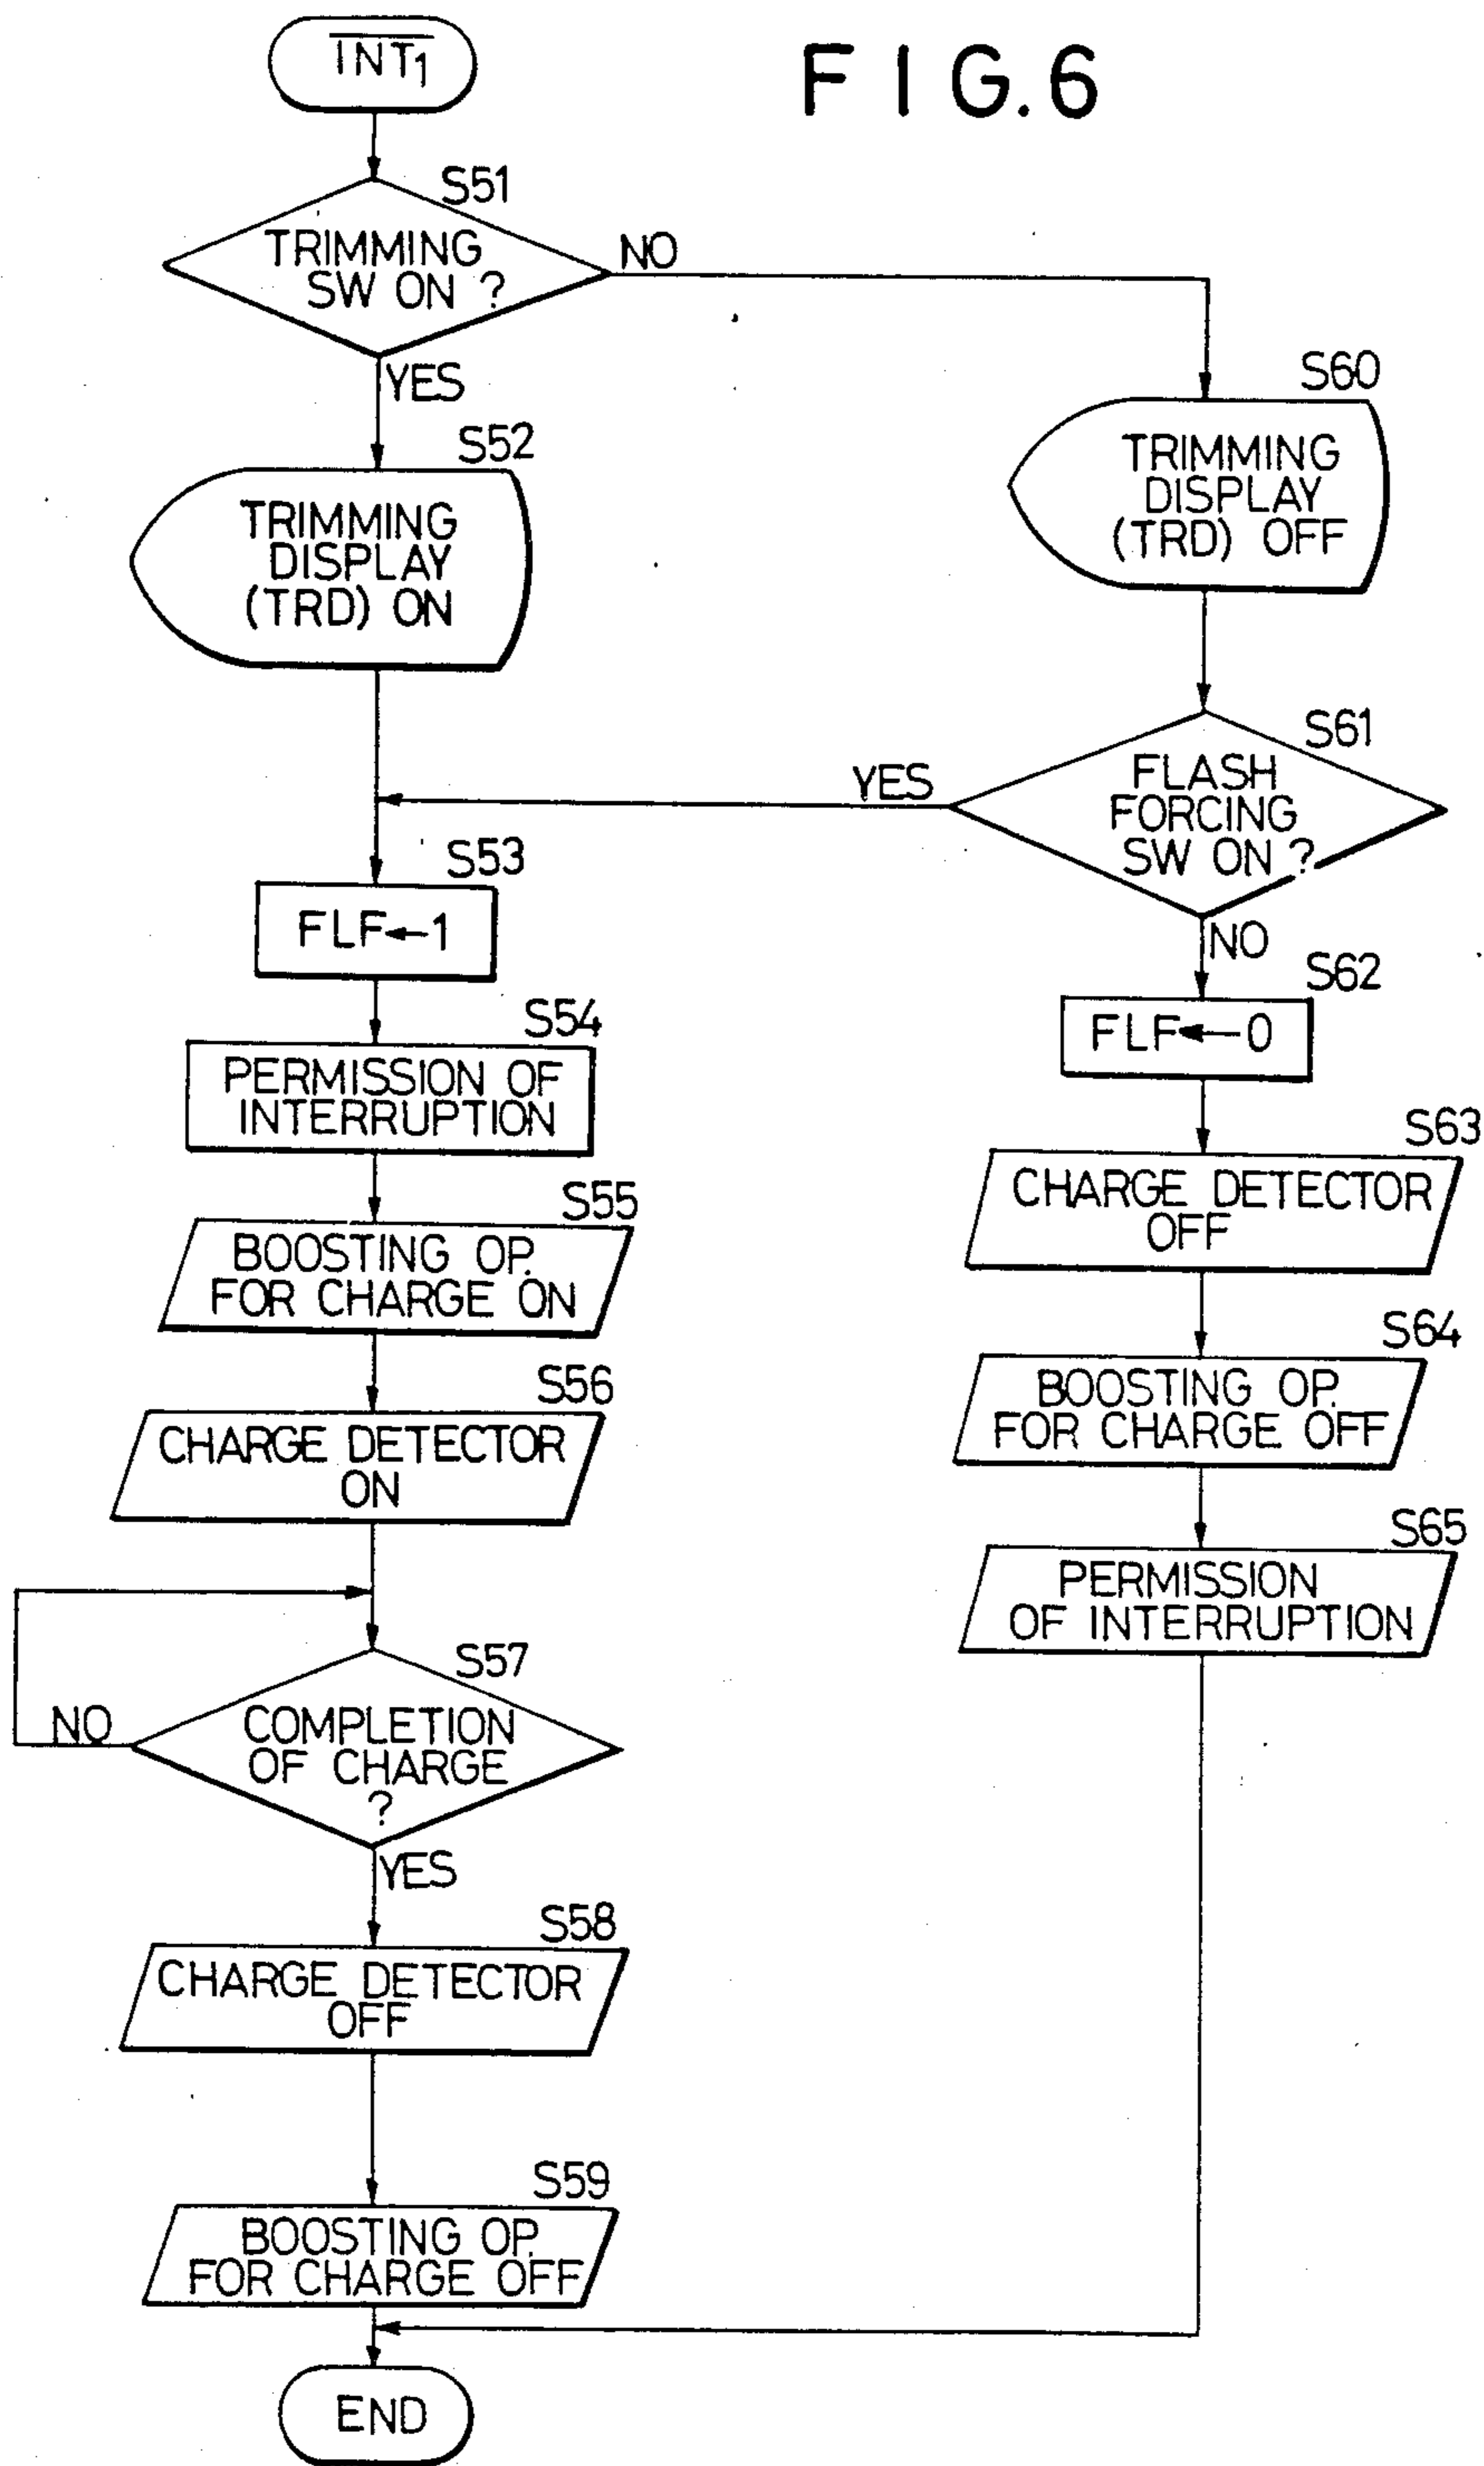 INT1
FIG.6
S51
TRIMMING
SW ON ?
NO
YES
S52
TRIMMING
DISPLAY
(TRD) ON
S60
TRIMMING
DISPLAY
(TRD) OFF
S61
FLASH
FORCING
SW ON ?
YES
NO
S53
FLF←1
S54
PERMISSION OF
INTERRUPTION
S55
BOOSTING OP.
FOR CHARGE ON
S56
CHARGE DETECTOR
ON
S57
COMPLETION
OF CHARGE
?
NO
YES
S58
CHARGE DETECTOR
OFF
S59
BOOSTING OP.
FOR CHARGE OFF
S62
FLF←0
S63
CHARGE DETECTOR
OFF
S64
BOOSTING OP.
FOR CHARGE OFF
S65
PERMISSION
OF INTERRUPTION
END